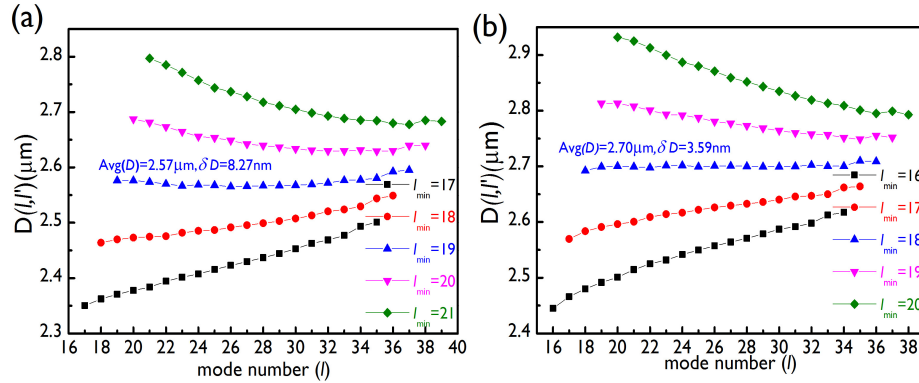 (a)
D(l,l')(μm)
2.8
2.7
2.6
2.5
2.4
2.3
Avg(D)=2.57μm,δ D=8.27nm
l min=17
l min=18
l min=19
l min=20
l min=21
16 18 20 22 24 26 28 30 32 34 36 38 40
mode number (l)
(b)
D(l,l')(μm)
2.9
2.8
2.7
2.6
2.5
2.4
Avg(D)=2.70μm,δ D=3.59nm
l min=16
l min=17
l min=18
l min=19
l min=20
16 18 20 22 24 26 28 30 32 34 36 38
mode number (l)